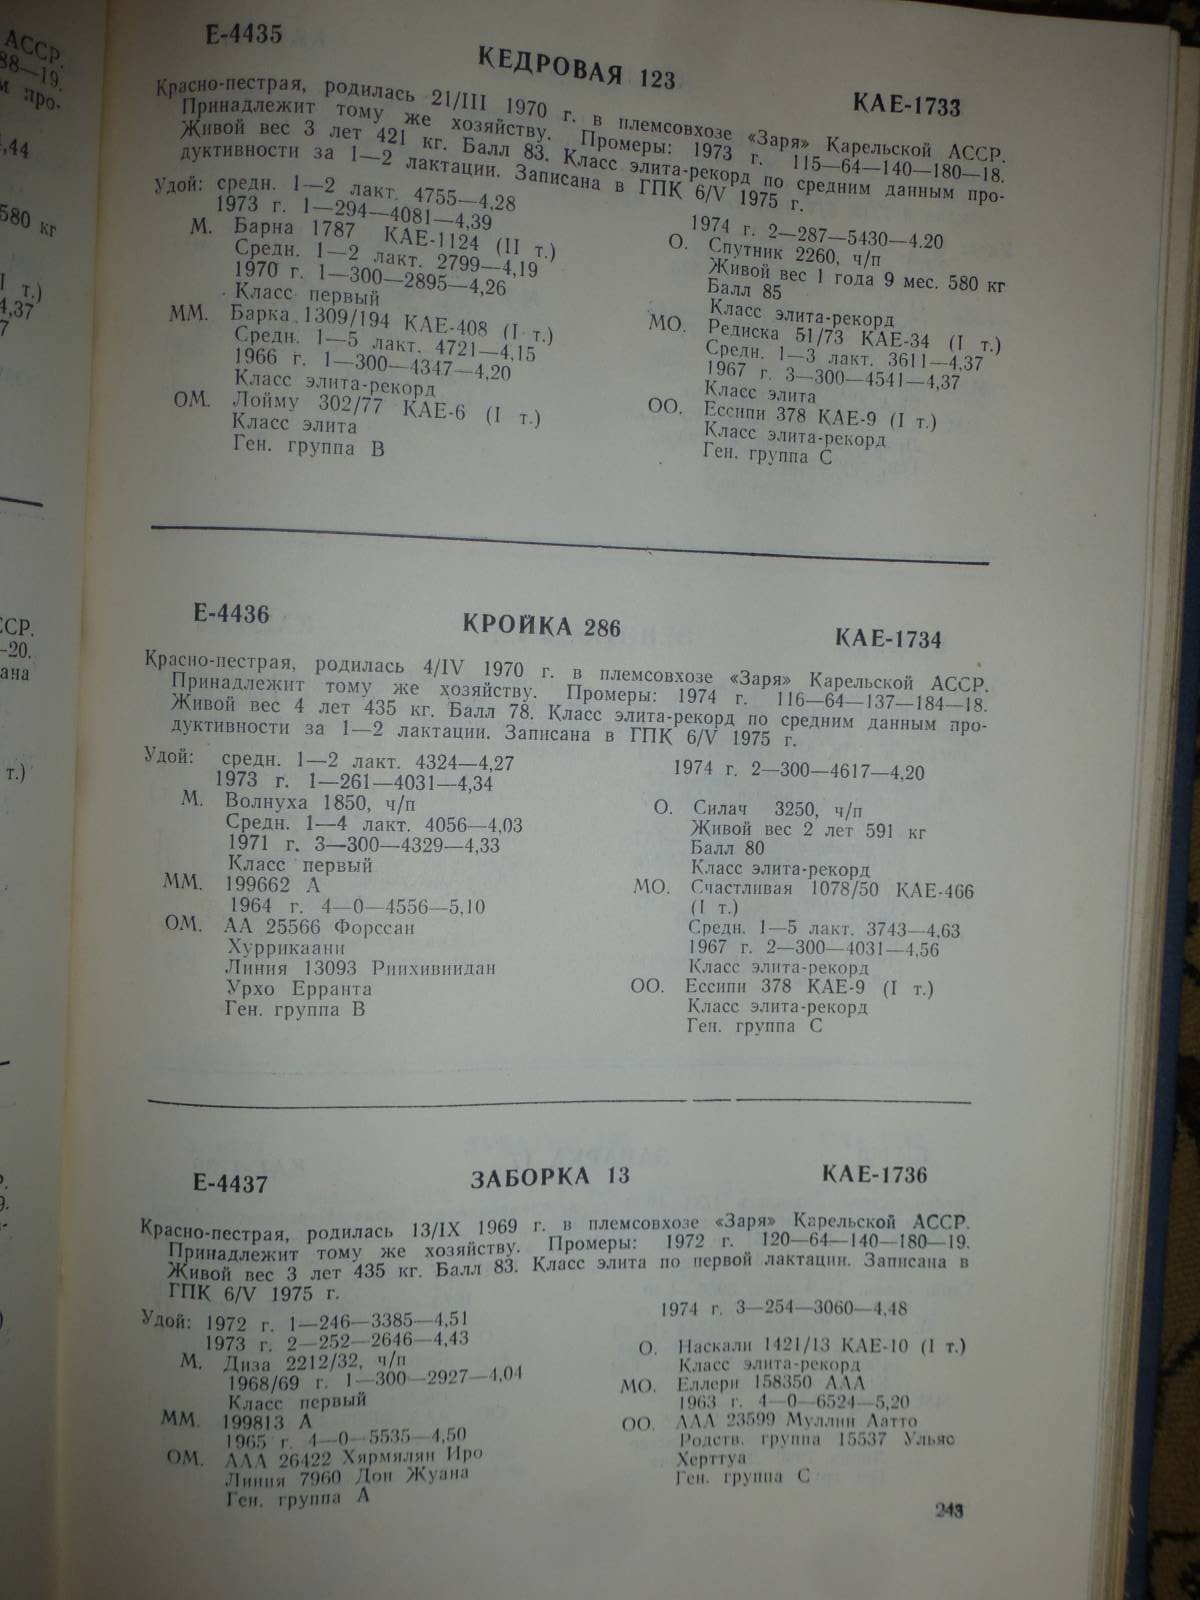 АССР.
88—19.
м про-
4,44
580 кг
I т.)
4,37
7
ССР.
—20.
ана
т.)
Е-4435
КЕДРОВАЯ 123
КАЕ-1733
Красно-пестрая, родилась 21/III 1970 г. в племсовхозе «Заря» Карельской АССР.
Принадлежит тому же хозяйству. Промеры: 1973 г. 115—64—140—180—18.
Живой вес 3 лет 421 кг. Балл 83. Класс элита-рекорд по средним данным про-
дуктивности за 1—2 лактации. Записана в ГПК 6/V 1975 г.
Удой: средн. 1—2 лакт. 4755—4,28
1973 г. 1—294—4081—4,39
М. Барна 1787 КАЕ-1124 (II т.)
Средн. 1—2 лакт. 2799—4,19
1970 г. 1—300—2895—4,26
Класс первый
ММ. Барка 1309/194 КАЕ-408 (I т.)
Средн. 1—5 лакт. 4721—4,15
1966 г. 1—300—4347—4,20
Класс элита-рекорд
ОМ. Лойму 302/77 КАЕ-6 (I т.)
Класс элита
Ген. группа В
1974 г. 2—287—5430—4.20
О. Спутник 2260, ч/п
Живой вес 1 года 9 мес. 580 кг
Балл 85
Класс элита-рекорд
МО. Редиска 51/73 КАЕ-34 (I т.)
Средн. 1—3 лакт. 3611—4,37
1967 г. 3—300—4541—4,37
Класс элита
ОО. Ессипи 378 КАЕ-9 (I т.)
Класс элита-рекорд
Ген. группа С
Е-4436
КРОЙКА 286
КАЕ-1734
Красно-пестрая, родилась 4/IV 1970 г. в племсовхозе «Заря» Карельской АССР.
Принадлежит тому же хозяйству. Промеры: 1974 г. 116—64—137—184—18.
Живой вес 4 лет 435 кг. Балл 78. Класс элита-рекорд по средним данным про-
дуктивности за 1—2 лактации. Записана в ГПК 6/V 1975 г.
Удой: средн. 1—2 лакт. 4324—4,27
1973 г. 1—261—4031—4,34
М. Волнуха 1850, ч/п
Средн. 1—4 лакт. 4056—4,03
1971 г. 3—300—4329—4,33
Класс первый
ММ. 199662 А
1964 г. 4—0—4556—5,10
ОМ. АА 25566 Форссан
Хуррикаани
Линия 13093 Риихивиидан
Урхо Ерранта
Ген. группа В
1974 г. 2—300—4617—4,20
О. Силач 3250, ч/п
Живой вес 2 лет 591 кг
Балл 80
Класс элита-рекорд
МО. Счастливая 1078/50 КАЕ-466
(I т.)
Средн. 1—5 лакт. 3743—4,63
1967 г. 2—300—4031—4,56
Класс элита-рекорд
ОО. Ессипи 378 КАЕ-9 (I т.)
Класс элита-рекорд
Ген. группа С
Е-4437
ЗАБОРКА 13
КАЕ-1736
Красно-пестрая, родилась 13/IX 1969 г. в племсовхозе «Заря» Карельской АССР.
Принадлежит тому же хозяйству. Промеры: 1972 г. 120—64—140—180—19.
Живой вес 3 лет 435 кг. Балл 83. Класс элита по первой лактации. Записана в
ГПК 6/V 1975 г.
Удой: 1972 г. 1—246—3385—4,51
1973 г. 2—252—2646—4,43
М. Диза 2212/32, ч/п
1968/69 г. 1—300—2927—4,04
Класс первый
ММ. 199813 А
1965 г. 4—0—5535—4,50
ОМ. ААА 26422 Хярмялян Иро
Линия 7960 Дон Жуана
Ген. группа А
1974 г. 3—254—3060—4,48
О. Наскали 1421/13 КАЕ-10 (I т.)
Класс элита-рекорд
МО. Еллери 158350 ААА
1963 г. 4—0—6524—5,20
ОО. ААА 23599 Муллин Аатто
Родств. группа 15537 Ульяс
Херттуа
Ген. группа С
243